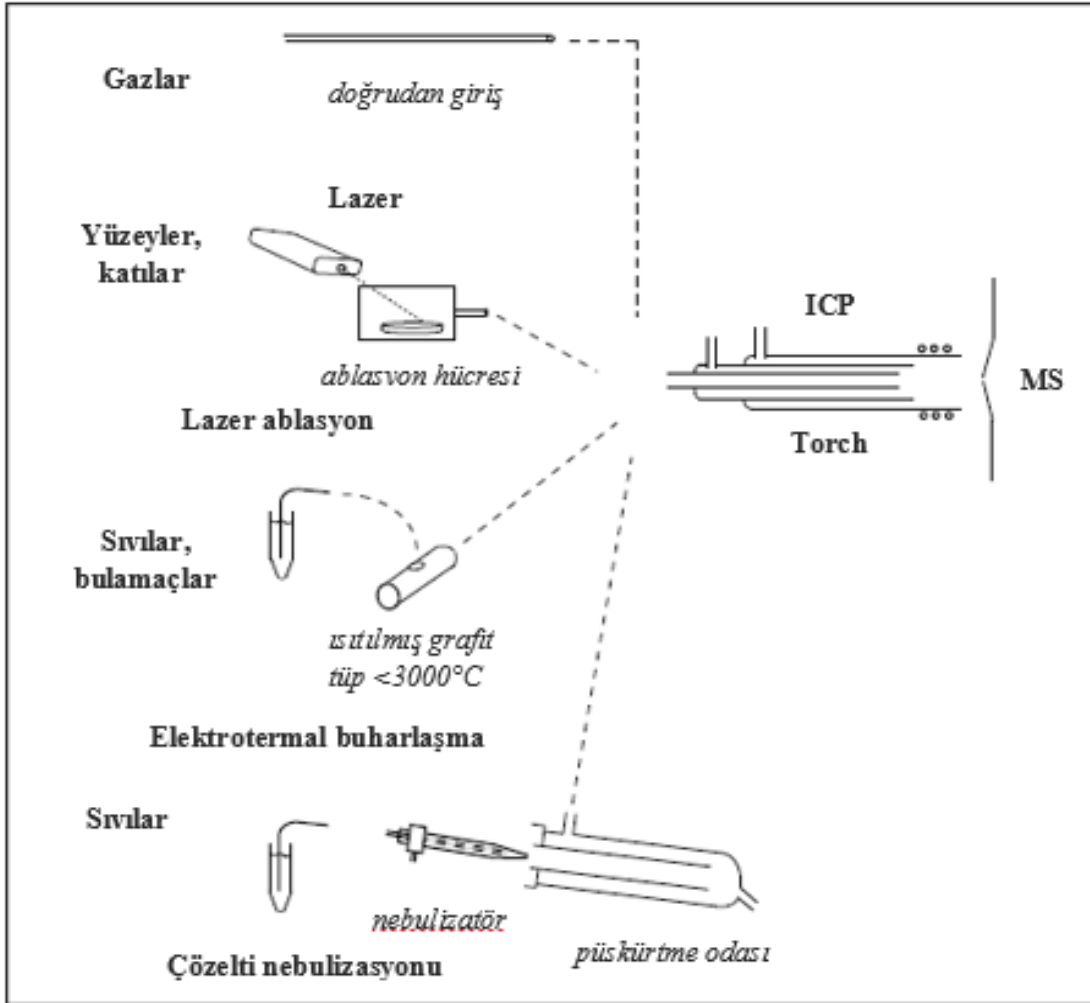 Gazlar
doğrudan giriş
Lazer
Yüzeyler,
katılar
ablasvon hücresi
Lazer ablasyon
ICP
MS
Torch
Sıvılar,
bulamaçlar
ısıtılmış grafit
tüp <3000°C
Elektrotermal buharlaşma
Sıvılar
nebulizatör
püskürtme odası
Çözelti nebulizasyonu